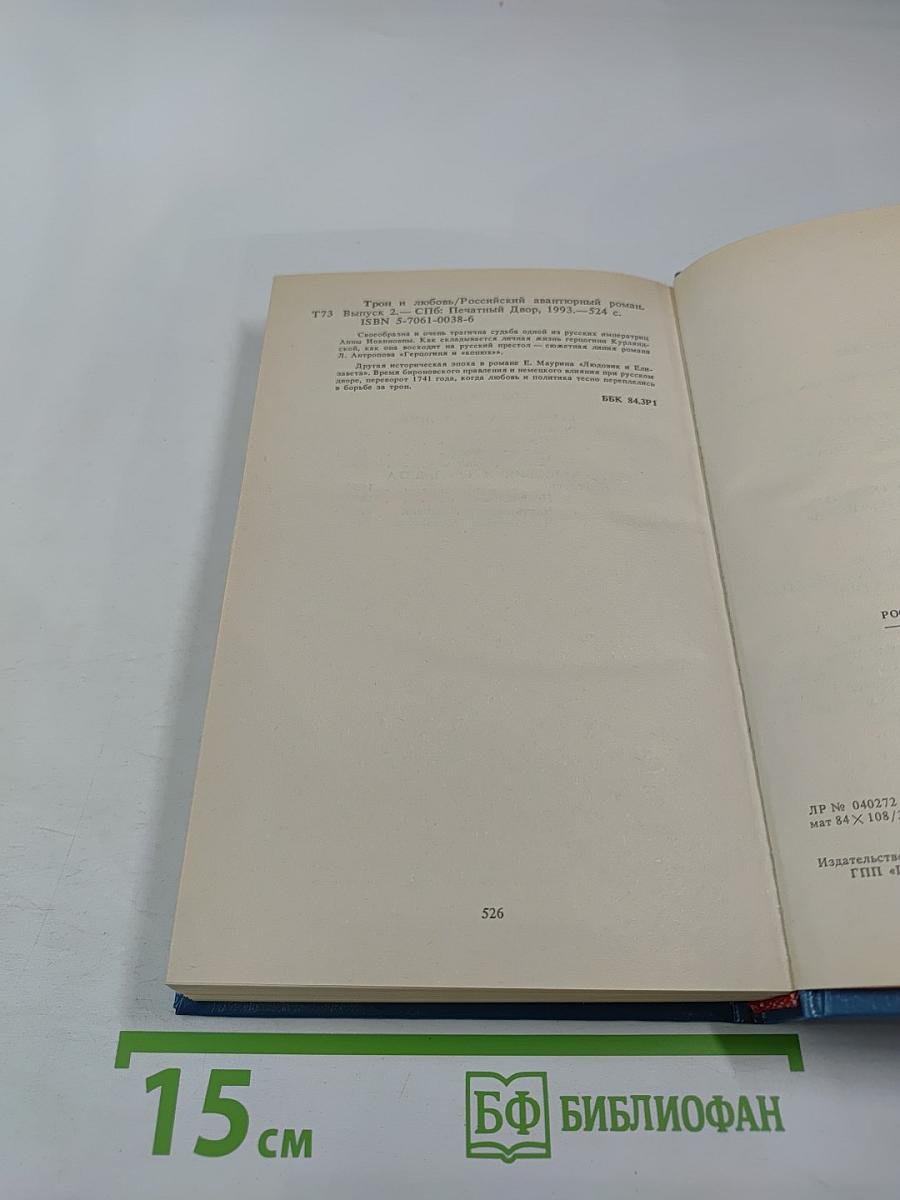 Трон и любовь/Российский авантюрный роман.
Т73 Выпуск 2.— СПб: Печатный Двор, 1993.—524 с.
ISBN 5-7061-0038-6
Своеобразна и очень трагична судьба одной из русских императриц
Анны Иоанновны. Как складывается личная жизнь герцогини Курлянд-
ской, как она восходит на русский престол — сюжетная линия романа
Л. Антропова «Герцогиня и «конюх»».
Другая историческая эпоха в романе Е. Маурина «Людовик и Ели-
завета». Время бироновского правления и немецкого влияния при русском
дворе, переворот 1741 года, когда любовь и политика тесно переплелись
в борьбе за трон.
ББК 84.3Р1
526
РОС
ЛР № 040272
мат 84×108/
Издательство
ГПП «
15 см
БФ БИБЛИОФАН